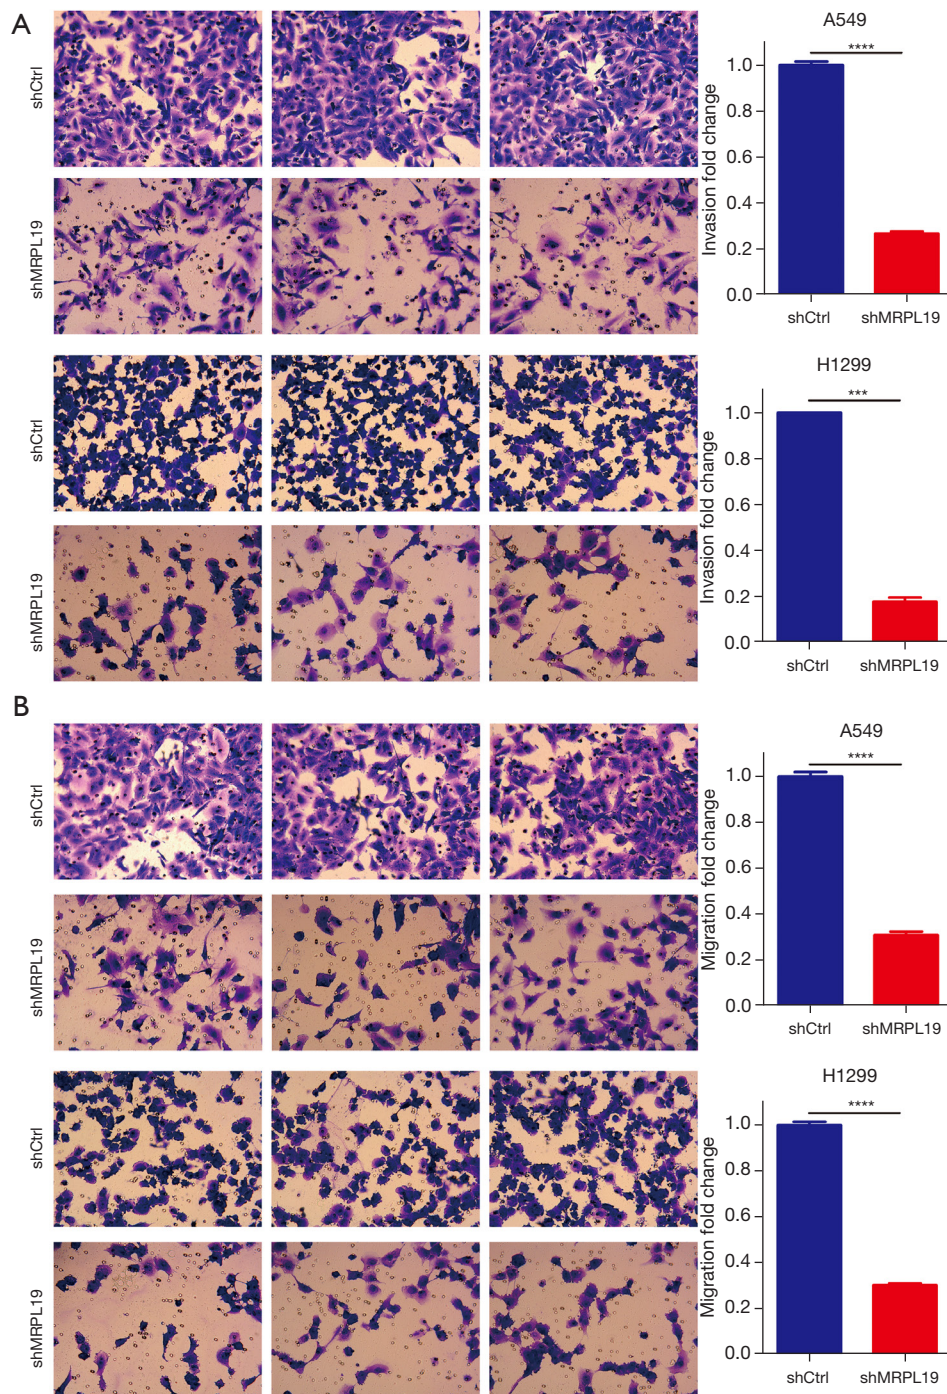 A
shCtrl
shMRPL19
A549
****
Invasion fold change
1.0
0.8
0.6
0.4
0.2
0.0
shCtrl
shMRPL19
shCtrl
shMRPL19
H1299
***
Invasion fold change
1.0
0.8
0.6
0.4
0.2
0.0
shCtrl
shMRPL19
B
shCtrl
shMRPL19
A549
****
Migration fold change
1.0
0.8
0.6
0.4
0.2
0.0
shCtrl
shMRPL19
shCtrl
shMRPL19
H1299
****
Migration fold change
1.0
0.8
0.6
0.4
0.2
0.0
shCtrl
shMRPL19